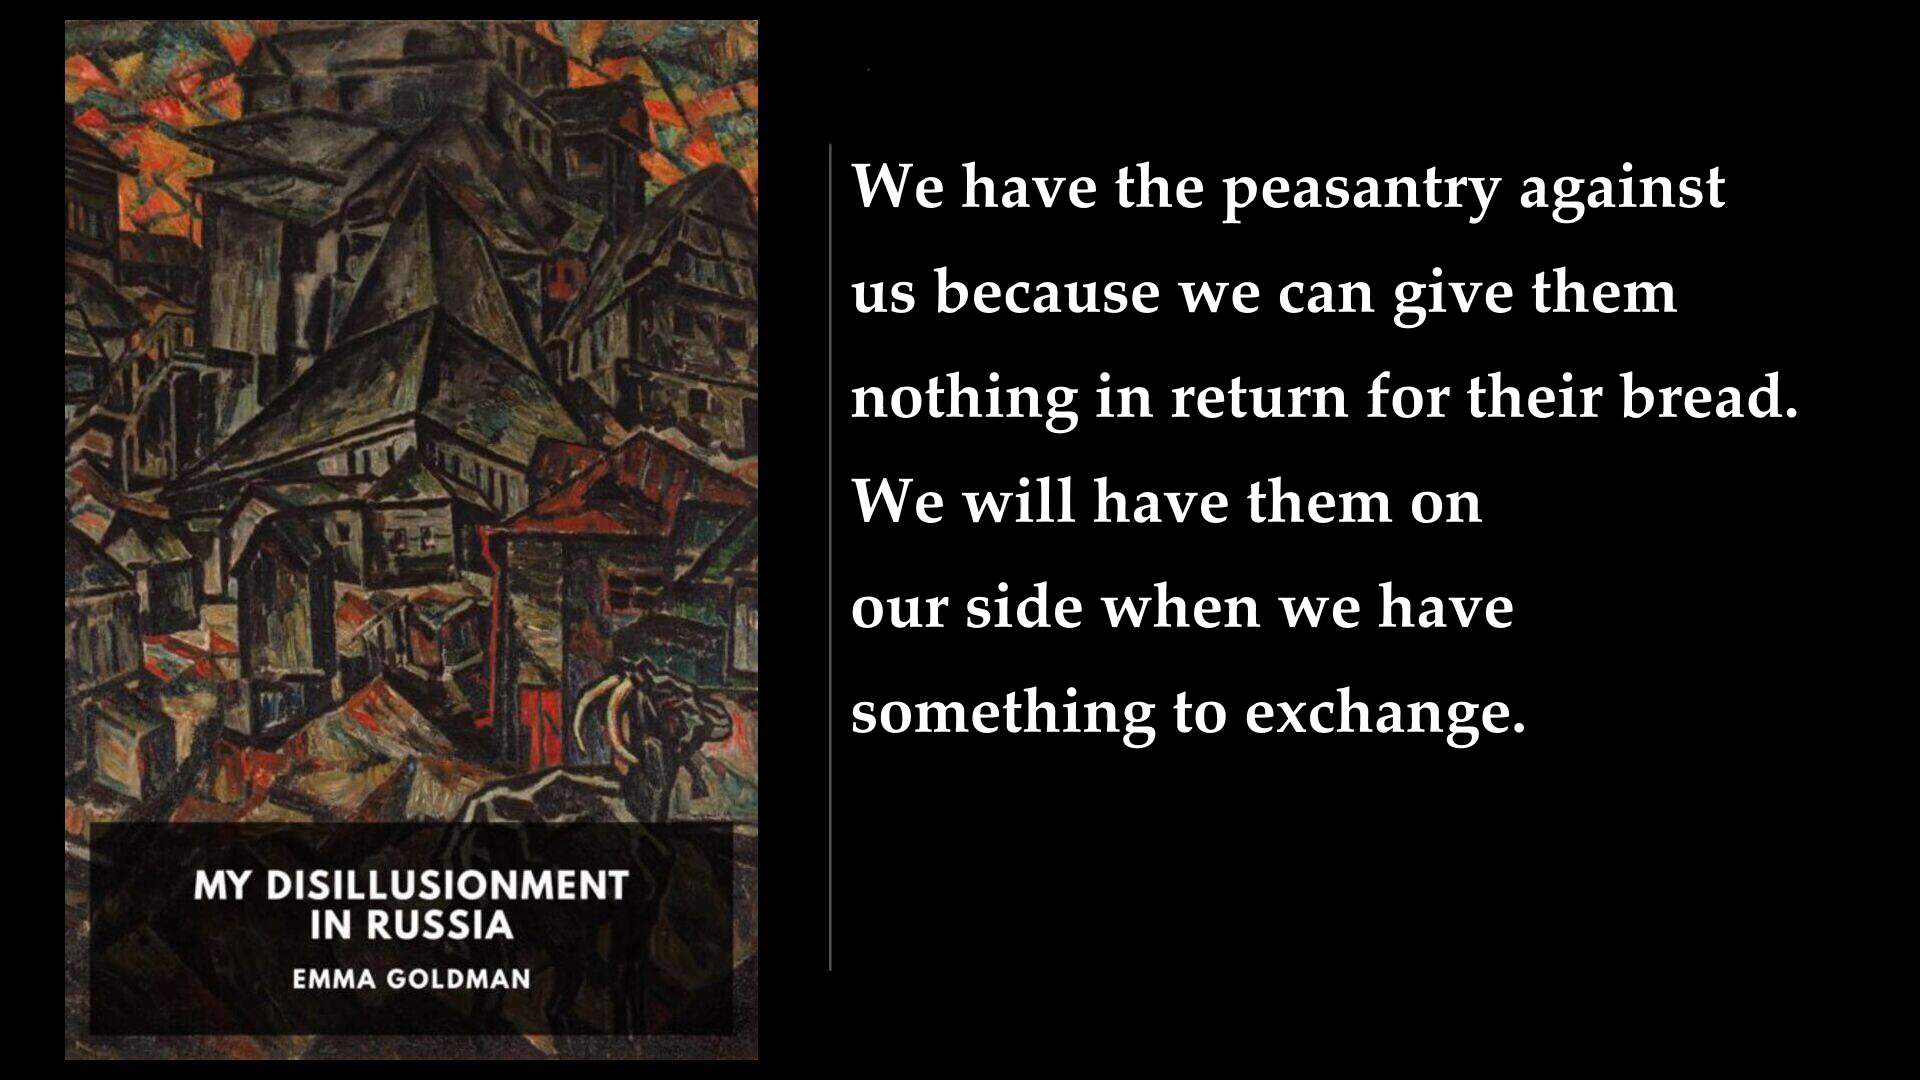 We have the peasantry against
us because we can give them
nothing in return for their bread.
We will have them on
our side when we have
something to exchange.
MY DISILLUSIONMENT
IN RUSSIA
EMMA GOLDMAN